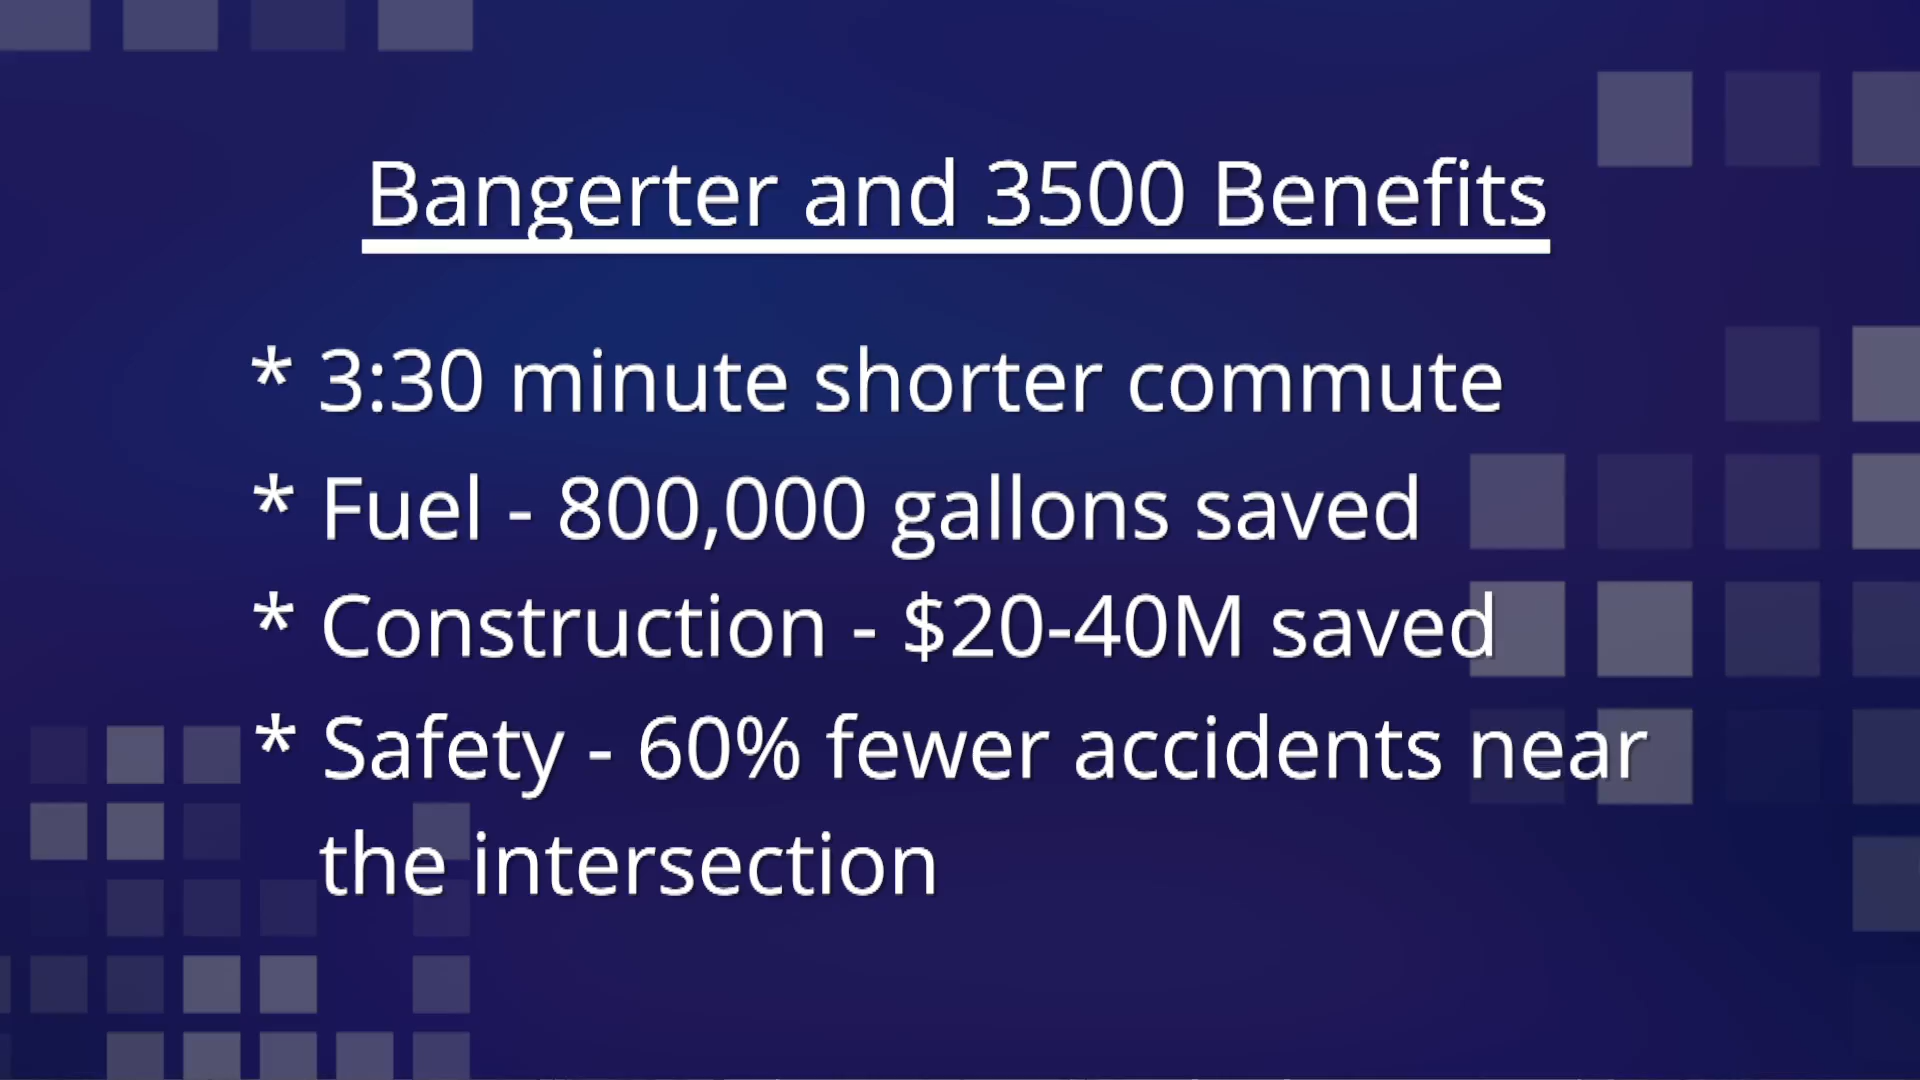 Bangerter and 3500 Benefits
* 3:30 minute shorter commute
* Fuel - 800,000 gallons saved
* Construction - $20-40M saved
* Safety - 60% fewer accidents near
the intersection